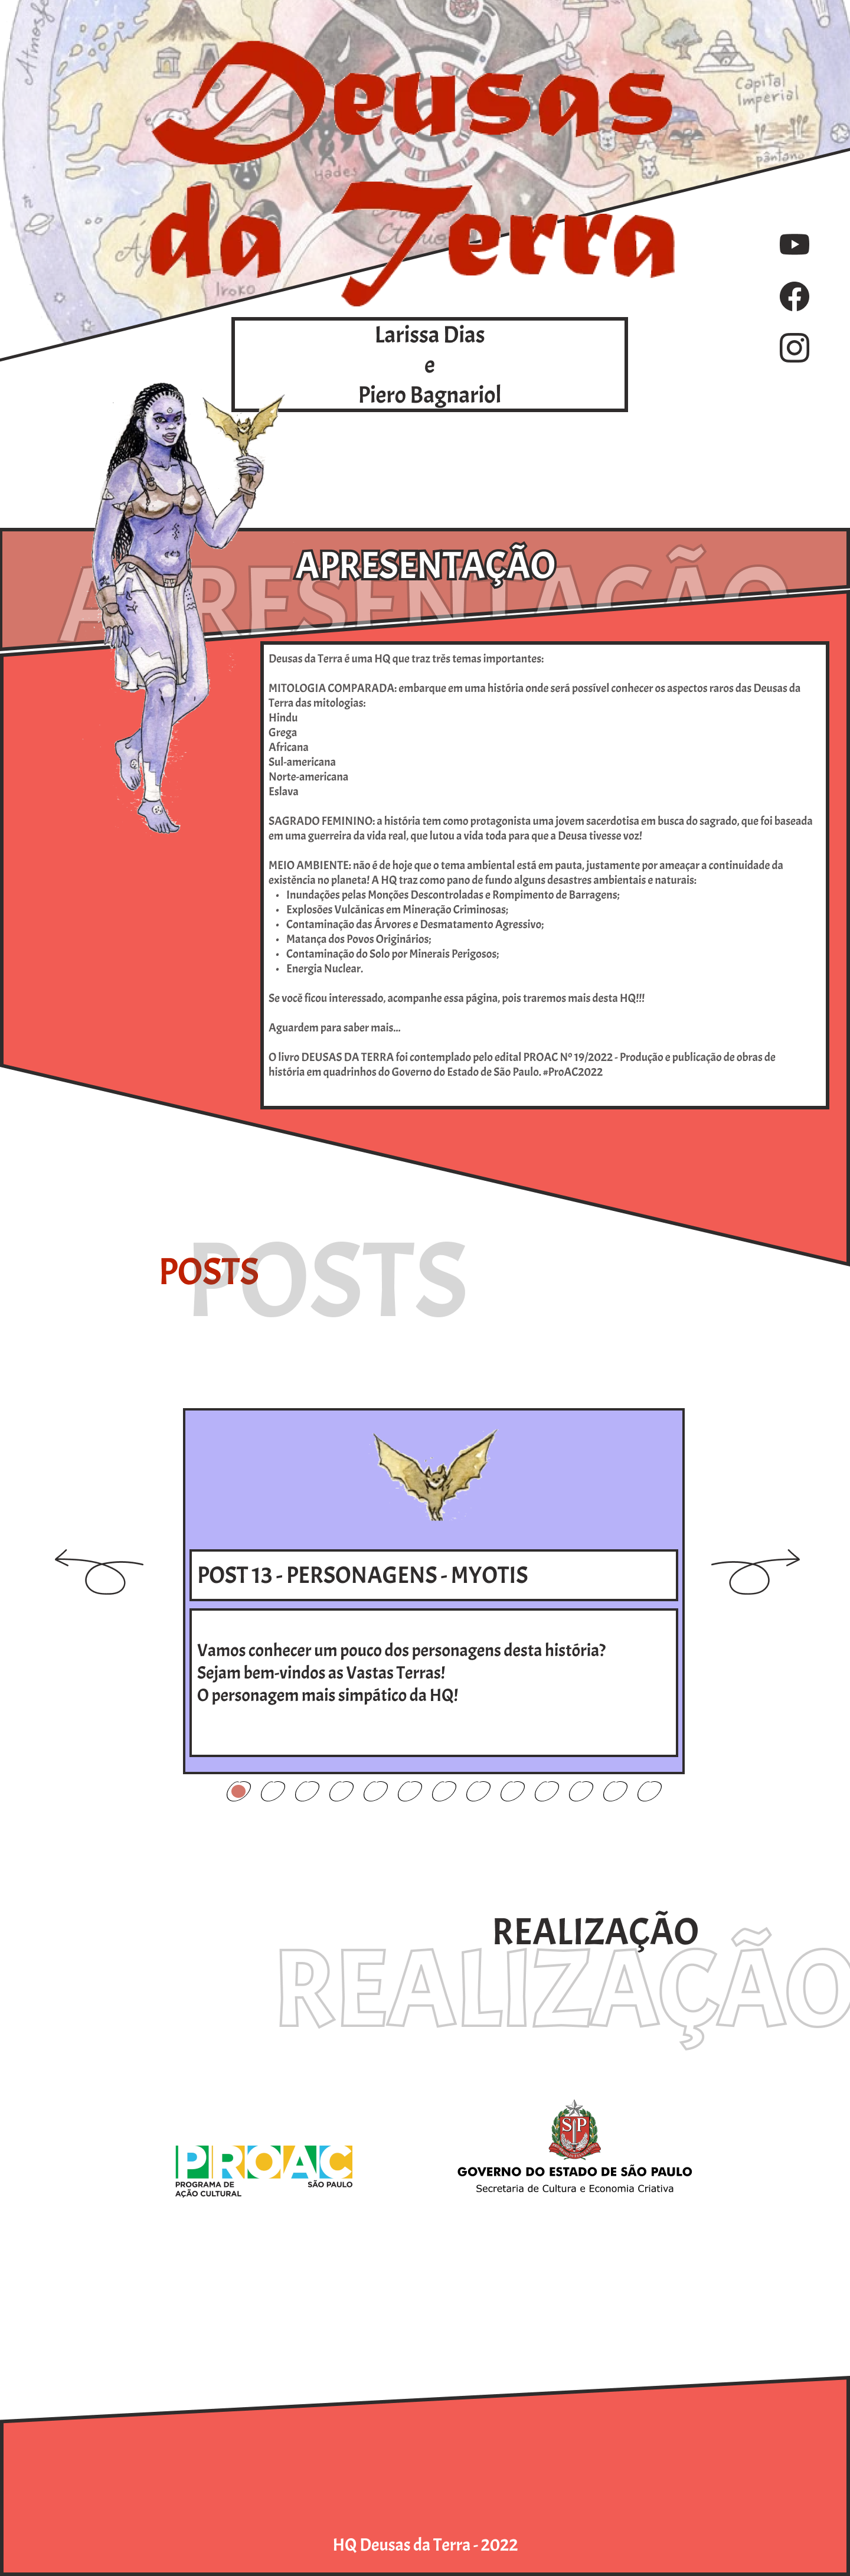 Atmosfe
Capital
Imperial
pântano
Hades
Iroko
Deusas
da Terra
Larissa Dias
e
Piero Bagnariol
APRESENTAÇÃO
APRESENTAÇÃO
Deusas da Terra é uma HQ que traz três temas importantes:
MITOLOGIA COMPARADA: embarque em uma história onde será possível conhecer os aspectos raros das Deusas da
Terra das mitologias:
Hindu
Grega
Africana
Sul-americana
Norte-americana
Eslava
SAGRADO FEMININO: a história tem como protagonista uma jovem sacerdotisa em busca do sagrado, que foi baseada
em uma guerreira da vida real, que lutou a vida toda para que a Deusa tivesse voz!
MEIO AMBIENTE: não é de hoje que o tema ambiental está em pauta, justamente por ameaçar a continuidade da
existência no planeta! A HQ traz como pano de fundo alguns desastres ambientais e naturais:
• Inundações pelas Monções Descontroladas e Rompimento de Barragens;
• Explosões Vulcânicas em Mineração Criminosas;
• Contaminação das Árvores e Desmatamento Agressivo;
• Matança dos Povos Originários;
• Contaminação do Solo por Minerais Perigosos;
• Energia Nuclear.
Se você ficou interessado, acompanhe essa página, pois traremos mais desta HQ!!!
Aguardem para saber mais...
O livro DEUSAS DA TERRA foi contemplado pelo edital PROAC Nº 19/2022 - Produção e publicação de obras de
história em quadrinhos do Governo do Estado de São Paulo. #ProAC2022
POSTS
POSTS
POST 13 - PERSONAGENS - MYOTIS
Vamos conhecer um pouco dos personagens desta história?
Sejam bem-vindos as Vastas Terras!
O personagem mais simpático da HQ!
REALIZAÇÃO
REALIZAÇÃO
PROAC
PROGRAMA DE
AÇÃO CULTURAL
SÃO PAULO
SP
GOVERNO DO ESTADO DE SÃO PAULO
Secretaria de Cultura e Economia Criativa
HQ Deusas da Terra - 2022